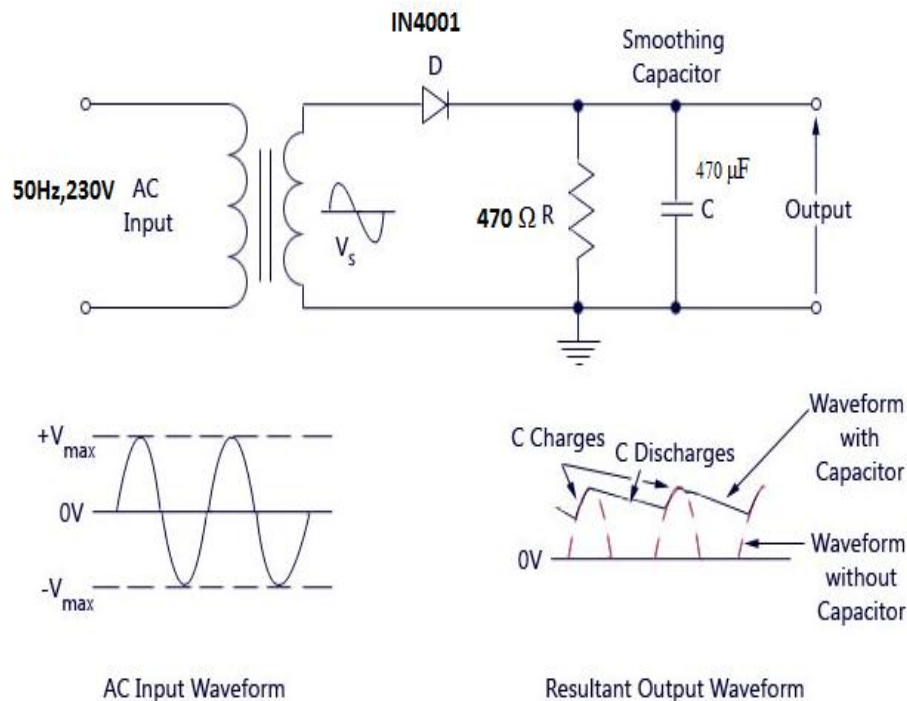 IN4001
D
Smoothing
Capacitor
50Hz,230V
AC
Input
Vs
470 Ω R
470 μF
C
Output
+Vmax
0V
-Vmax
AC Input Waveform
C Charges
C Discharges
Waveform
with
Capacitor
0V
Waveform
without
Capacitor
Resultant Output Waveform